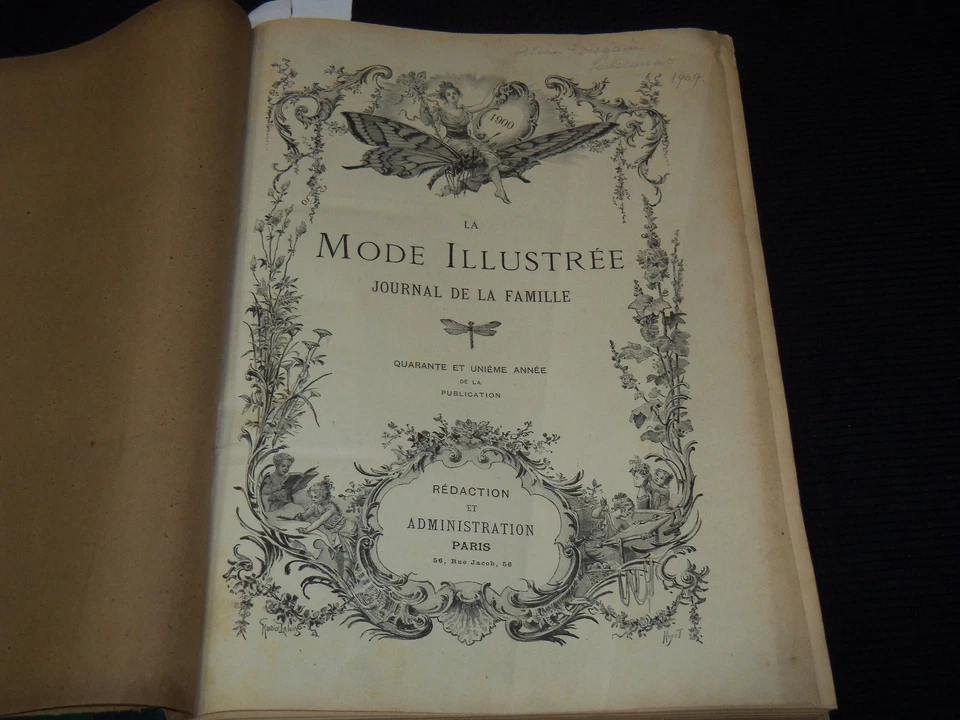 1909
1900
LA
MODE ILLUSTRÉE
JOURNAL DE LA FAMILLE
QUARANTE ET UNIÈME ANNÉE
DE LA
PUBLICATION
RÉDACTION
ET
ADMINISTRATION
PARIS
56, Rue Jacob, 56